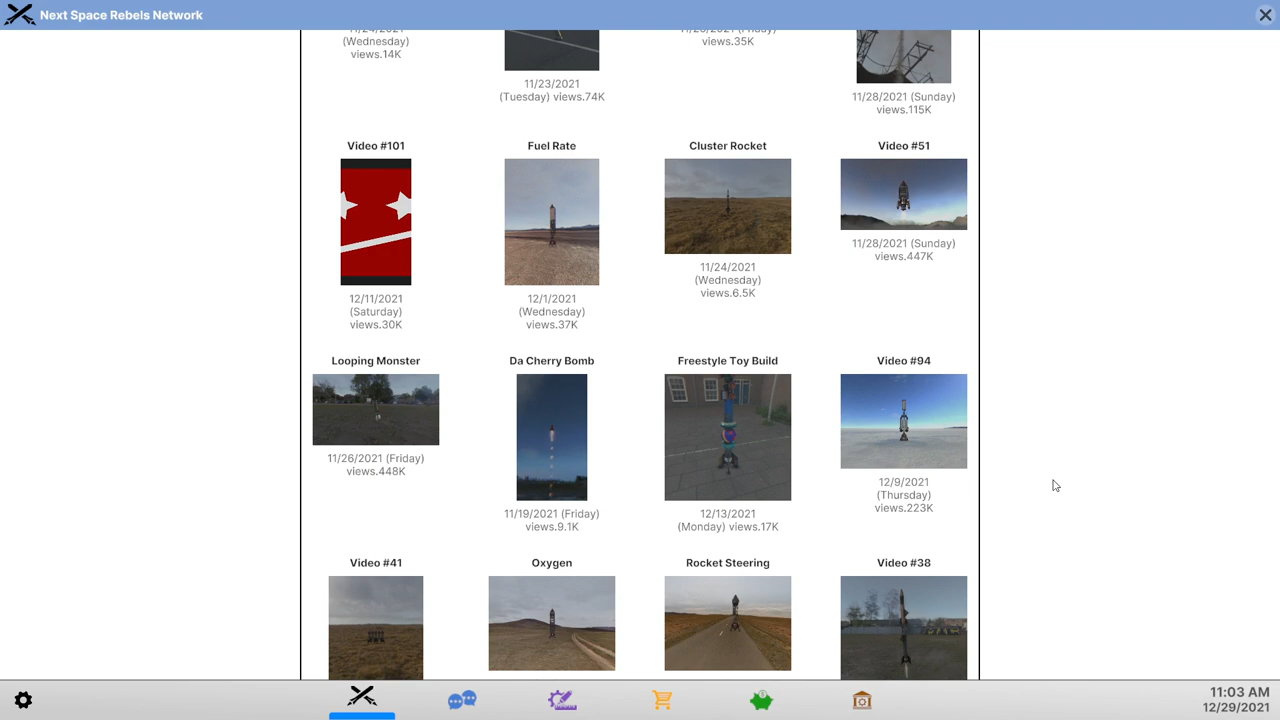 Next Space Rebels Network
11/24/2021
(Wednesday)
views.14K
11/23/2021
(Tuesday) views.74K
views.35K
11/28/2021 (Sunday)
views.115K
Video #101
Fuel Rate
Cluster Rocket
Video #51
12/11/2021
(Saturday)
views.30K
12/1/2021
(Wednesday)
views.37K
11/24/2021
(Wednesday)
views.6.5K
11/28/2021 (Sunday)
views.447K
Looping Monster
Da Cherry Bomb
Freestyle Toy Build
Video #94
11/26/2021 (Friday)
views.448K
11/19/2021 (Friday)
views.9.1K
12/13/2021
(Monday) views.17K
12/9/2021
(Thursday)
views.223K
Video #41
Oxygen
Rocket Steering
Video #38
11:03 AM
12/29/2021